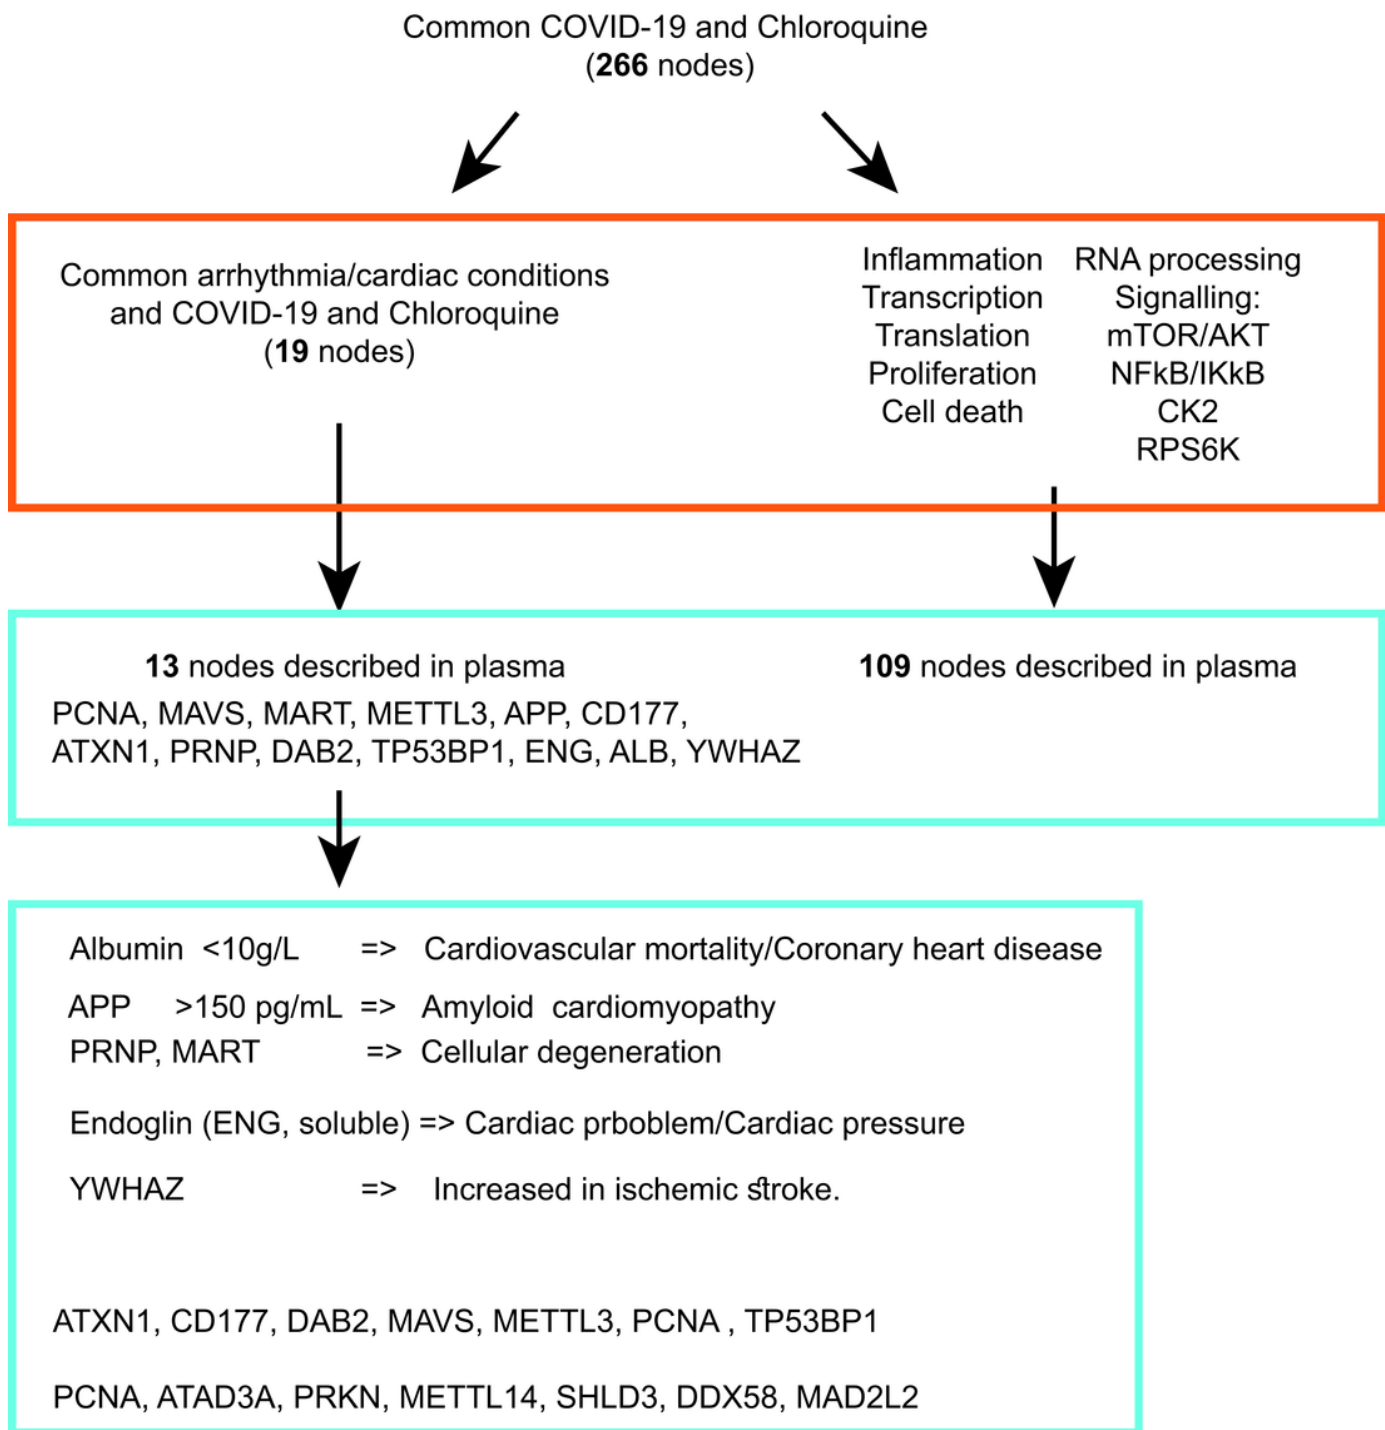 Common COVID-19 and Chloroquine
(266 nodes)
Common arrhythmia/cardiac conditions
and COVID-19 and Chloroquine
(19 nodes)
Inflammation RNA processing
Transcription Signalling:
Translation mTOR/AKT
Proliferation NFkB/IKkB
Cell death CK2
RPS6K
13 nodes described in plasma
PCNA, MAVS, MART, METTL3, APP, CD177,
ATXN1, PRNP, DAB2, TP53BP1, ENG, ALB, YWHAZ
109 nodes described in plasma
Albumin <10g/L => Cardiovascular mortality/Coronary heart disease
APP >150 pg/mL => Amyloid cardiomyopathy
PRNP, MART => Cellular degeneration
Endoglin (ENG, soluble) => Cardiac prboblem/Cardiac pressure
YWHAZ => Increased in ischemic stroke.
ATXN1, CD177, DAB2, MAVS, METTL3, PCNA , TP53BP1
PCNA, ATAD3A, PRKN, METTL14, SHLD3, DDX58, MAD2L2